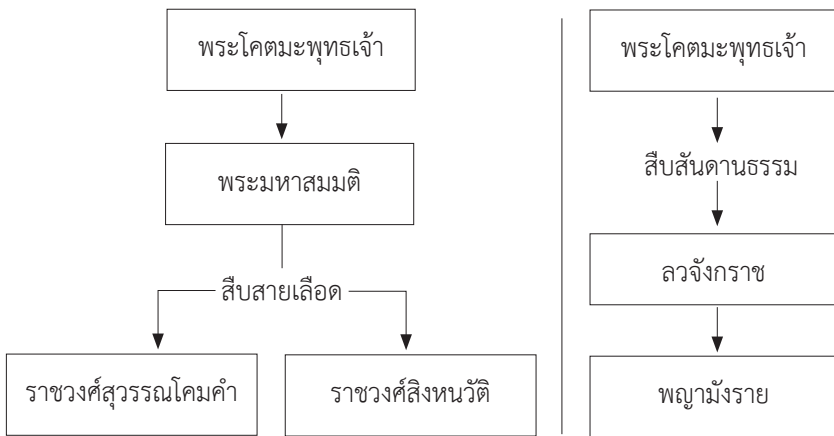 พระโคตมะพุทธเจ้า
พระมหาสมมติ
สืบสายเลือด
ราชวงศ์สุวรรณโคมคำ
ราชวงศ์สิงหนวัติ
พระโคตมะพุทธเจ้า
สืบสันดานธรรม
ลวจังกราช
พญามังราย